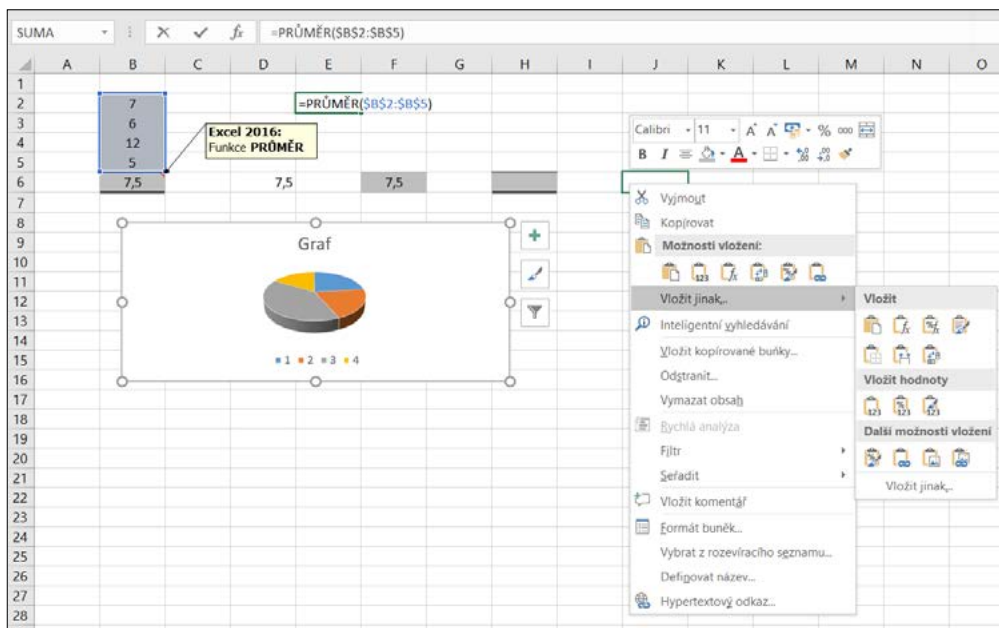 SUMA fx =PRŮMĚR($B$2:$B$5)
A B C D E F G H I J K L M N O
1
2 7 =PRŮMĚR($B$2:$B$5)
3 6 Excel 2016:
4 12 Funkce PRŮMĚR
5 5
6 7,5 7,5 7,5
7
8
9 Graf
10
11
12
13
14
15 1 2 3 4
16
17
18
19
20
21
22
23
24
25
26
27
28
Calibri 11 A A % 000
B I A
Vyjmout
Kopírovat
Možnosti vložení:
Vložit jinak...
Inteligentní vyhledávání
Vložit kopírované buňky...
Odstranit...
Vymazat obsah
Rychlá analýza
Filtr
Seřadit
Vložit komentář
Formát buněk...
Vybrat z rozevíracího seznamu...
Definovat název...
Hypertextový odkaz...
Vložit
Vložit hodnoty
Další možnosti vložení
Vložit jinak...